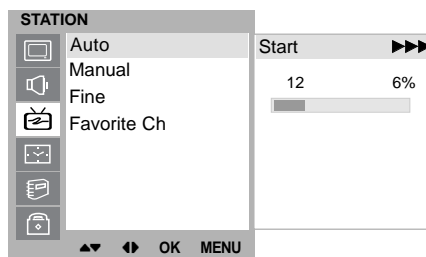 STATION
Auto
Manual
Fine
Favorite Ch
Start
12 6%
OK MENU